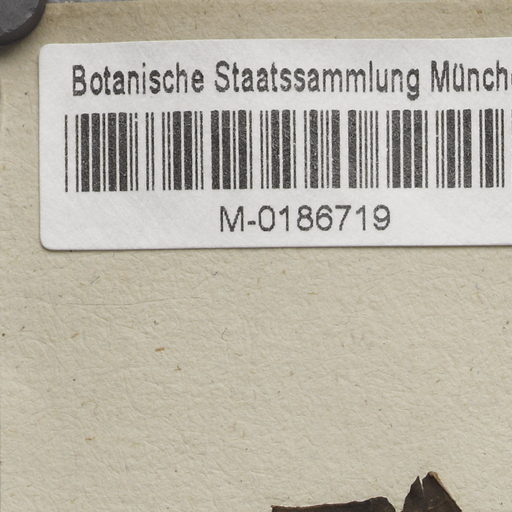 Botanische Staatssammlung Münch
M-0186719